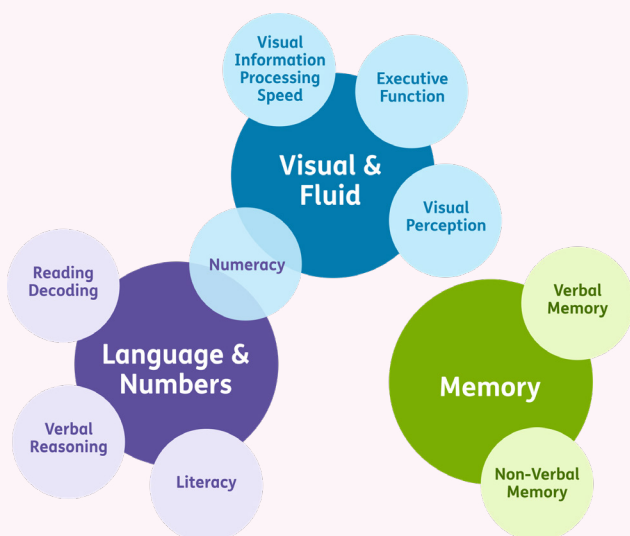 Visual
Information
Processing
Speed
Executive
Function
Visual &
Fluid
Visual
Perception
Numeracy
Reading
Decoding
Language &
Numbers
Verbal
Reasoning
Literacy
Verbal
Memory
Memory
Non-Verbal
Memory